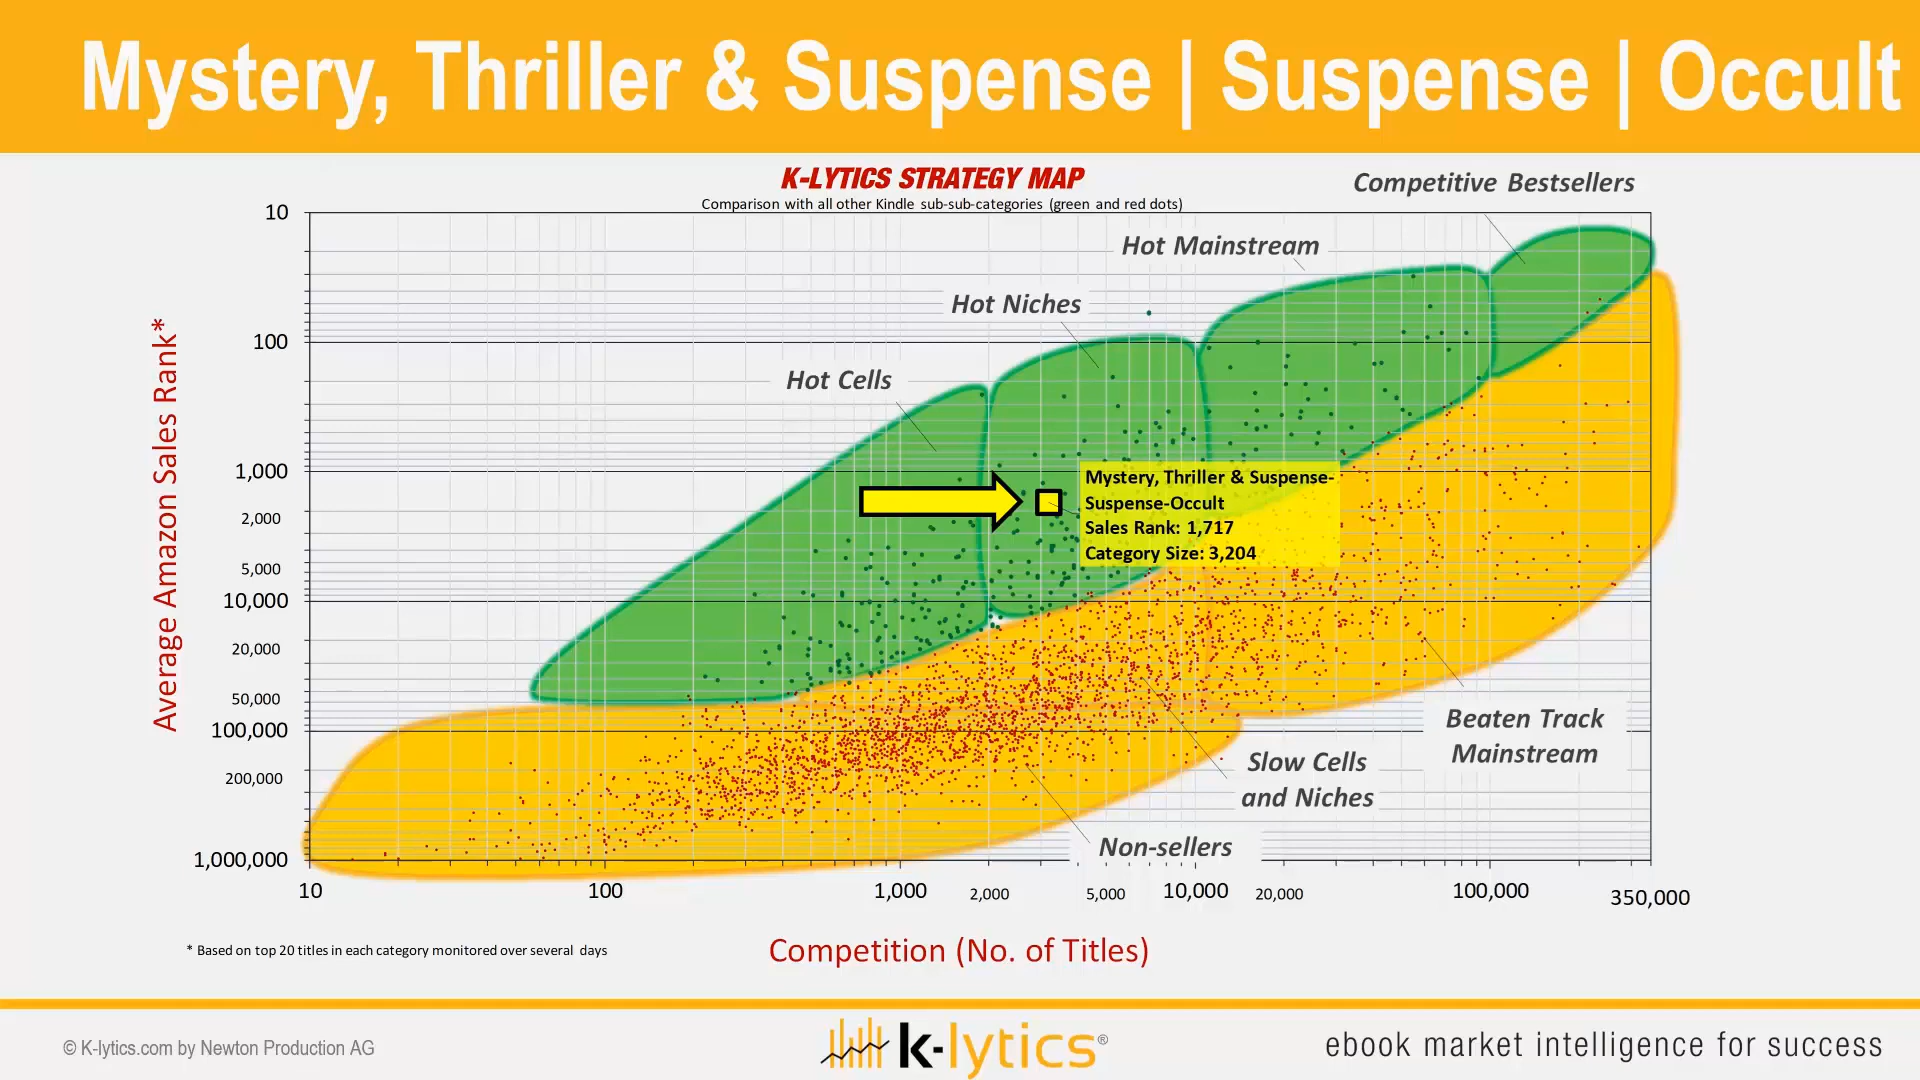 Mystery, Thriller & Suspense | Suspense | Occult
K-LYTICS STRATEGY MAP
Comparison with all other Kindle sub-sub-categories (green and red dots)
Competitive Bestsellers
Hot Mainstream
Hot Niches
Hot Cells
Average Amazon Sales Rank*
10
100
1,000
2,000
5,000
10,000
20,000
50,000
100,000
200,000
1,000,000
Mystery, Thriller & Suspense-
Suspense-Occult
Sales Rank: 1,717
Category Size: 3,204
Beaten Track
Mainstream
Slow Cells
and Niches
Non-sellers
10
100
1,000
2,000
5,000
10,000
20,000
100,000
350,000
* Based on top 20 titles in each category monitored over several days
Competition (No. of Titles)
© K-lytics.com by Newton Production AG
k-lytics®
ebook market intelligence for success